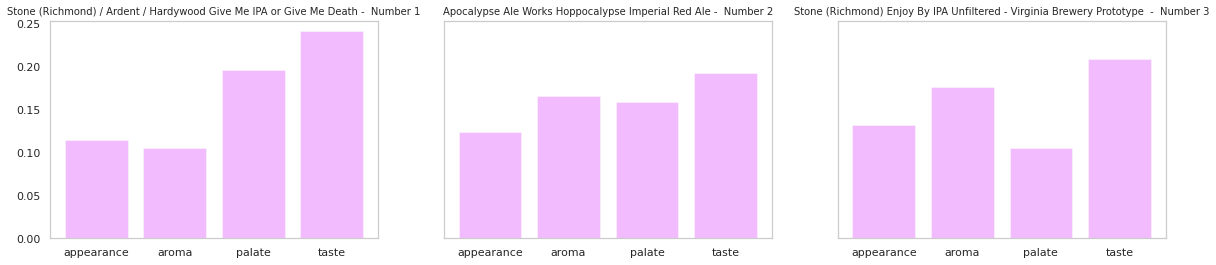 Stone (Richmond) / Ardent / Hardywood Give Me IPA or Give Me Death -  Number 1
Apocalypse Ale Works Hoppocalypse Imperial Red Ale -  Number 2
Stone (Richmond) Enjoy By IPA Unfiltered - Virginia Brewery Prototype  -  Number 3
0.25
0.20
0.15
0.10
0.05
0.00
appearance aroma palate taste
appearance aroma palate taste
appearance aroma palate taste